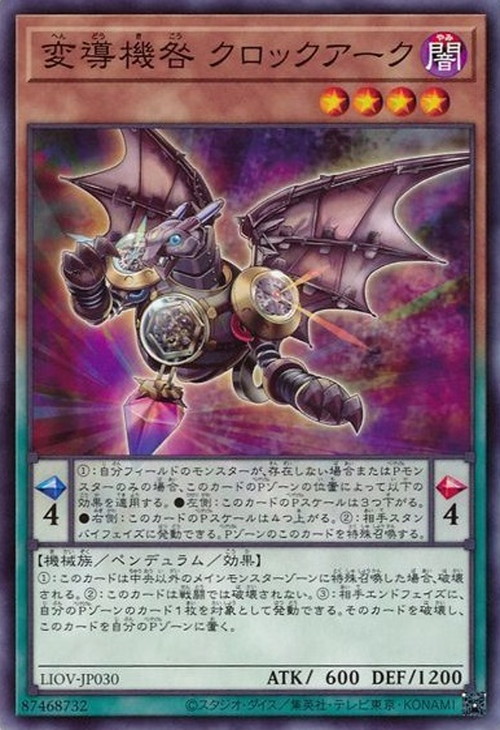 変導機咎 クロックアーク
闇
①：自分フィールドのモンスターが、存在しない場合またはPモン
スターのみの場合、このカードのPゾーンの位置によって以下の
効果を適用する。●左側：このカードのPスケールは３つ下がる。
●右側：このカードのPスケールは４つ上がる。②：相手スタン
バイフェイズに発動できる。Pゾーンのこのカードを特殊召喚する。
4
4
【機械族／ペンデュラム／効果】
①：このカードは中央以外のメインモンスターゾーンに特殊召喚した場合、破壊
される。②：このカードは戦闘では破壊されない。③：相手エンドフェイズに、
自分のPゾーンのカード１枚を対象として発動できる。そのカードを破壊し、
このカードを自分のPゾーンに置く。
LIOV-JP030
ATK/ 600 DEF/1200
87468732
©スタジオ・ダイス／集英社・テレビ東京・KONAMI